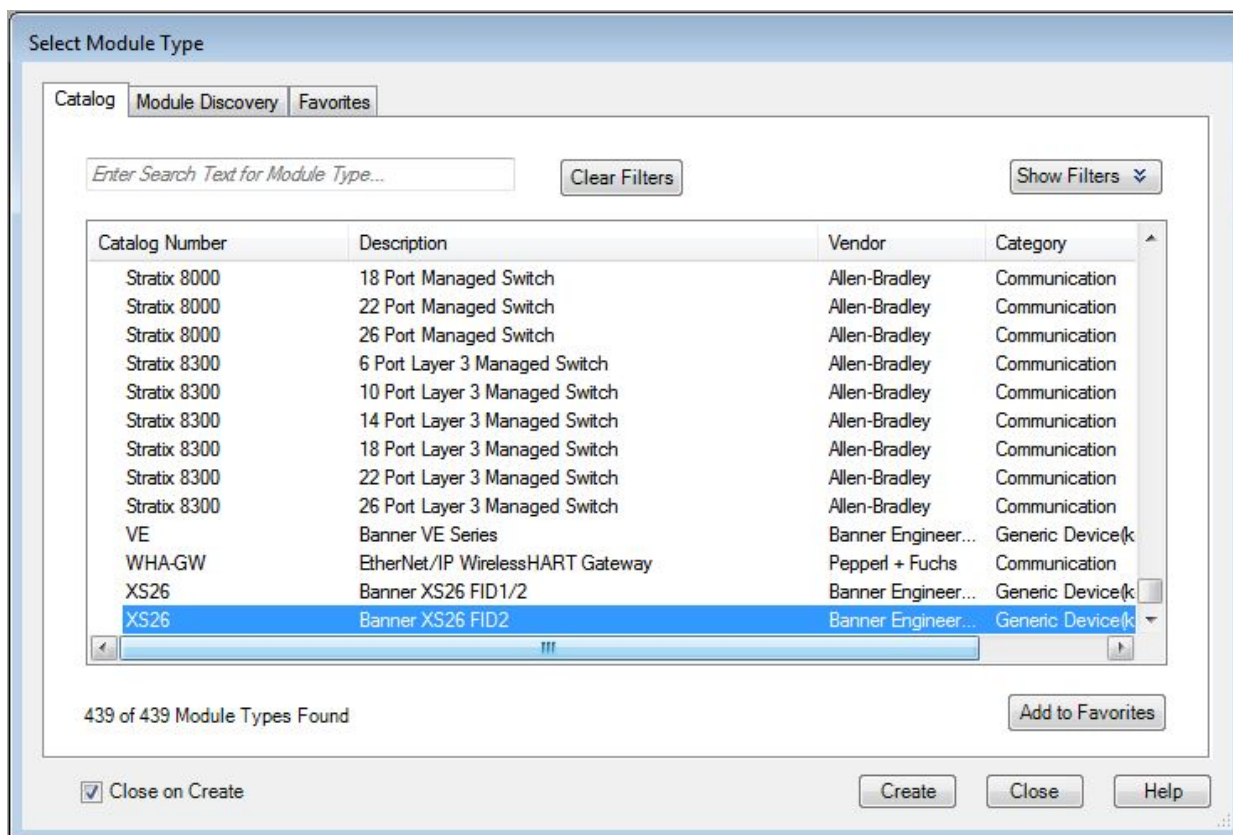 Select Module Type
Catalog Module Discovery Favorites
Enter Search Text for Module Type... Clear Filters Show Filters
Catalog Number Description Vendor Category
Stratix 8000 18 Port Managed Switch Allen-Bradley Communication
Stratix 8000 22 Port Managed Switch Allen-Bradley Communication
Stratix 8000 26 Port Managed Switch Allen-Bradley Communication
Stratix 8300 6 Port Layer 3 Managed Switch Allen-Bradley Communication
Stratix 8300 10 Port Layer 3 Managed Switch Allen-Bradley Communication
Stratix 8300 14 Port Layer 3 Managed Switch Allen-Bradley Communication
Stratix 8300 18 Port Layer 3 Managed Switch Allen-Bradley Communication
Stratix 8300 22 Port Layer 3 Managed Switch Allen-Bradley Communication
Stratix 8300 26 Port Layer 3 Managed Switch Allen-Bradley Communication
VE Banner VE Series Banner Engineer... Generic Device(k
WHA-GW EtherNet/IP WirelessHART Gateway Pepperl + Fuchs Communication
XS26 Banner XS26 FID1/2 Banner Engineer... Generic Device(k
XS26 Banner XS26 FID2 Banner Engineer... Generic Device(k
439 of 439 Module Types Found Add to Favorites
Close on Create Create Close Help